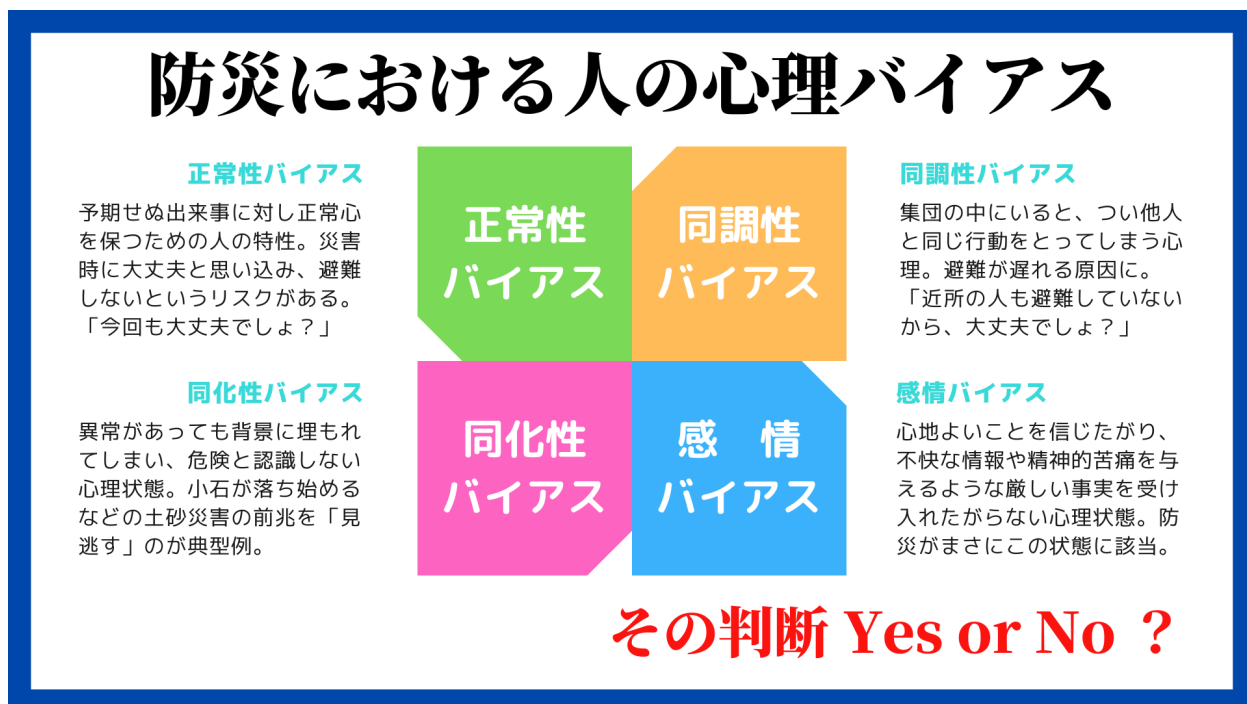 防災における人の心理バイアス
正常性バイアス
予期せぬ出来事に対し正常心
を保つための人の特性。災害
時に大丈夫と思い込み、避難
しないというリスクがある。
「今回も大丈夫でしょ？」
正常性
バイアス
同調性
バイアス
同調性バイアス
集団の中にいると、つい他人
と同じ行動をとってしまう心
理。避難が遅れる原因に。
「近所の人も避難していない
から、大丈夫でしょ？」
同化性バイアス
異常があっても背景に埋もれ
てしまい、危険と認識しない
心理状態。小石が落ち始める
などの土砂災害の前兆を「見
逃す」のが典型例。
同化性
バイアス
感　情
バイアス
感情バイアス
心地よいことを信じたがり、
不快な情報や精神的苦痛を与
えるような厳しい事実を受け
入れたがらない心理状態。防
災がまさにこの状態に該当。
その判断 Yes or No ？